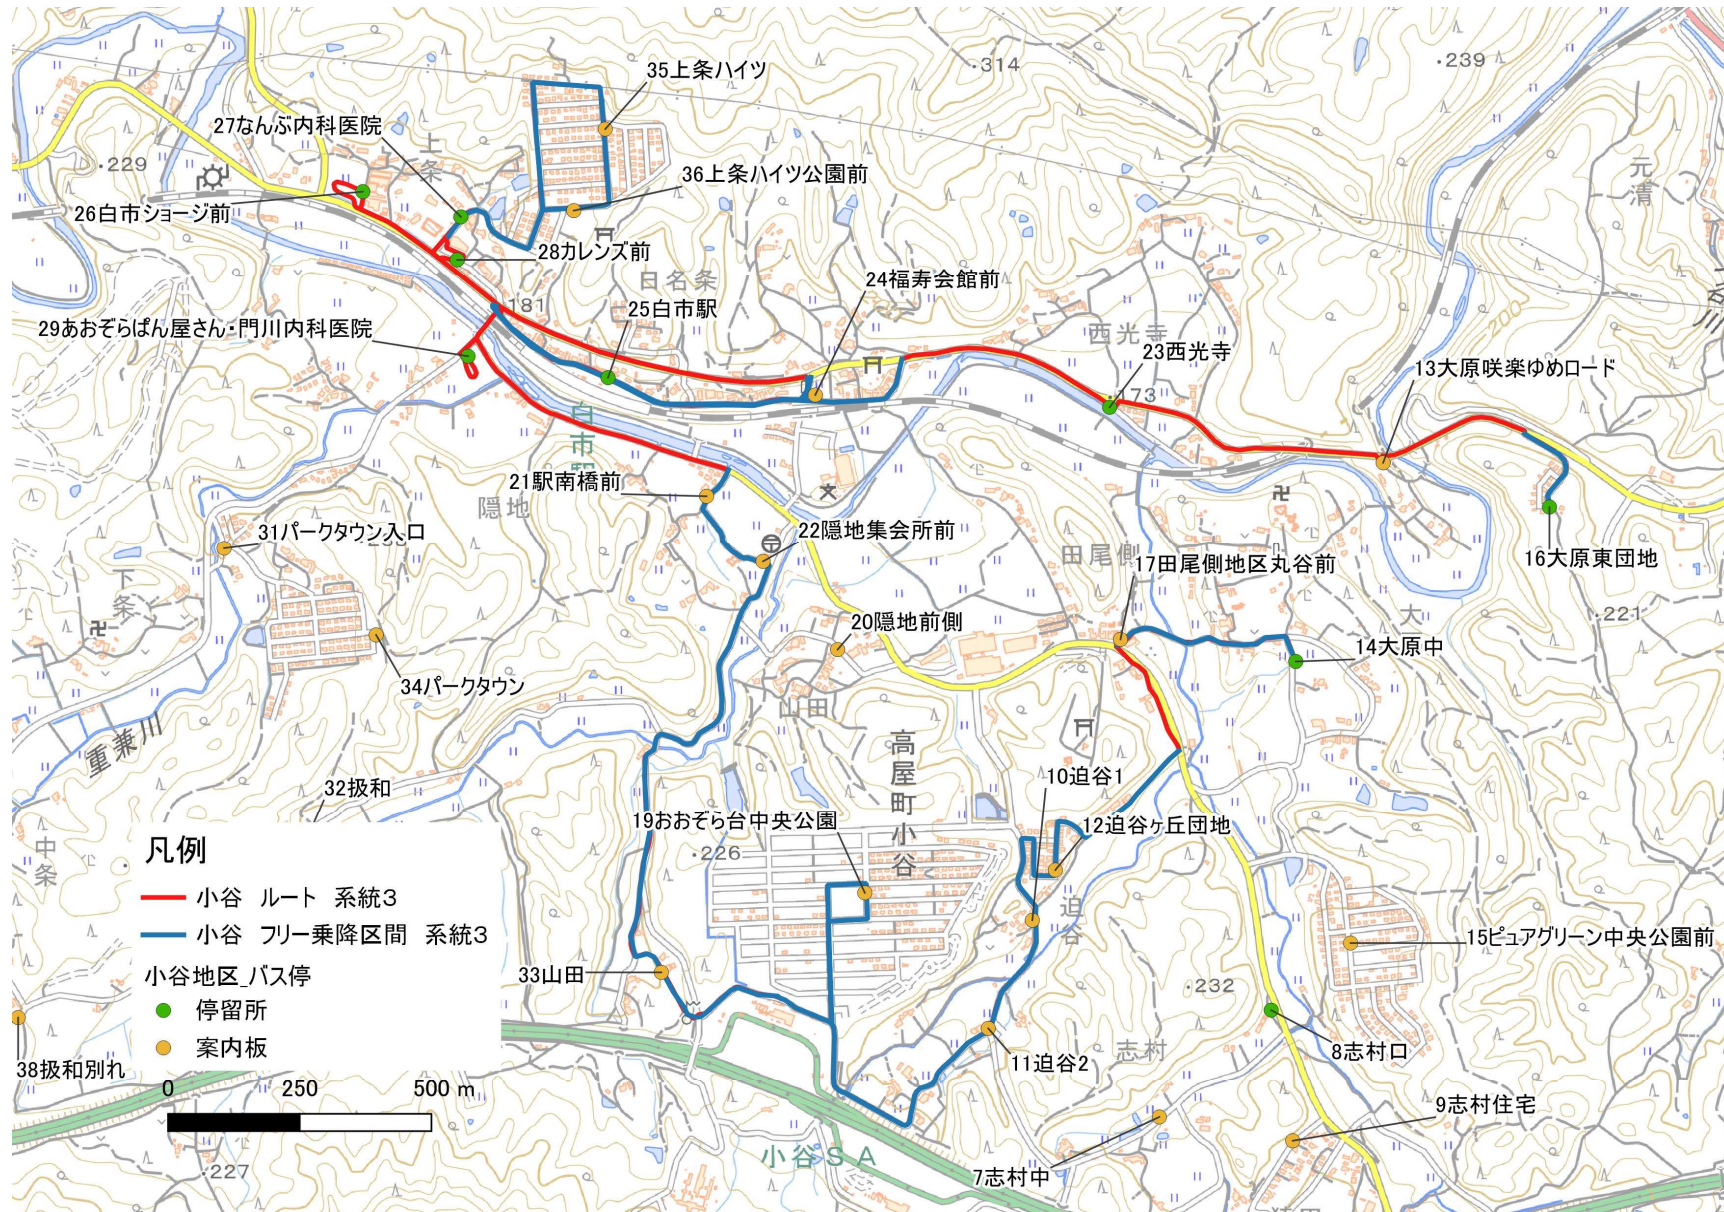 35上条ハイツ
・314
・239
27なんぶ内科医院
上条
・229
36上条ハイツ公園前
元清
26白市ショージ前
28カレンズ前
日名条
24福寿会館前
181
25白市駅
西光寺
200
29あおぞらぱん屋さん・門川内科医院
23西光寺
13大原咲楽ゆめロード
173
白市駅
21駅南橋前
隠地
22隠地集会所前
31パークタウン入口
田尾側
17田尾側地区丸谷前
16大原東団地
下条
20隠地前側
大
・221
14大原中
34パークタウン
山田
重兼川
高屋町小谷
10迫谷1
32扱和
19おおぞら台中央公園
12迫谷ヶ丘団地
・226
中条
凡例
小谷 ルート 系統3
小谷 フリー乗降区間 系統3
小谷地区_バス停
停留所
案内板
迫谷
15ピュアグリーン中央公園前
33山田
・232
志村
8志村口
11迫谷2
38扱和別れ
0 250 500 m
9志村住宅
小谷SA
7志村中
・227